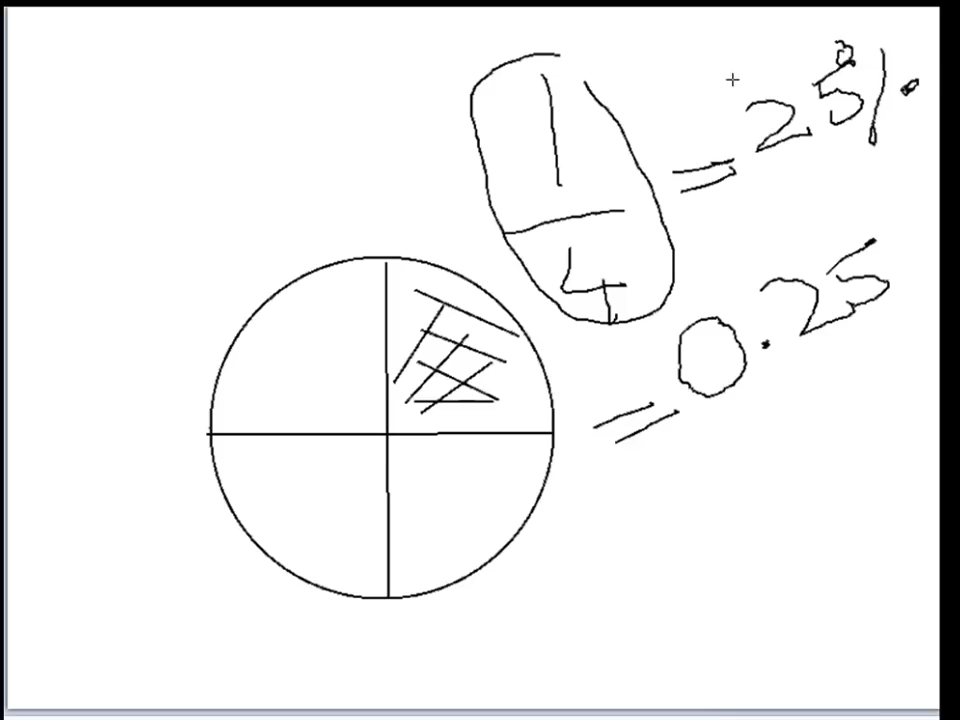 1/4 = 25%
= 0.25